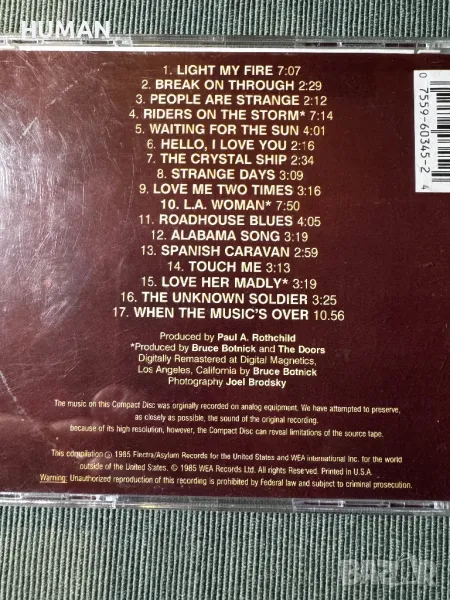 HUMAN
1. LIGHT MY FIRE 7:07
2. BREAK ON THROUGH 2:29
3. PEOPLE ARE STRANGE 2:12
4. RIDERS ON THE STORM* 7:14
5. WAITING FOR THE SUN 4:01
6. HELLO, I LOVE YOU 2:16
7. THE CRYSTAL SHIP 2:34
8. STRANGE DAYS 3:09
9. LOVE ME TWO TIMES 3:16
10. L.A. WOMAN* 7:50
11. ROADHOUSE BLUES 4:05
12. ALABAMA SONG 3:19
13. SPANISH CARAVAN 2:59
14. TOUCH ME 3:13
15. LOVE HER MADLY* 3:19
16. THE UNKNOWN SOLDIER 3:25
17. WHEN THE MUSIC'S OVER 10.56
Produced by Paul A. Rothchild
*Produced by Bruce Botnick and The Doors
Digitally Remastered at Digital Magnetics,
Los Angeles, California by Bruce Botnick
Photography Joel Brodsky
The music on this Compact Disc was originally recorded on analog equipment. We have attempted to preserve,
as closely as possible, the sound of the original recording.
because of its high resolution, however, the Compact Disc can reveal limitations of the source tape.
This compilation ℗ 1985 Elektra/Asylum Records for the United States and WEA International Inc. for the world
outside of the United States. © 1985 WEA Records Ltd. All rights Reserved. Printed in U.S.A.
Warning: Unauthorized reproduction of this recording is prohibited by Federal law and subject to criminal prosecution.
0 7559-60345-2 4
BAZAR